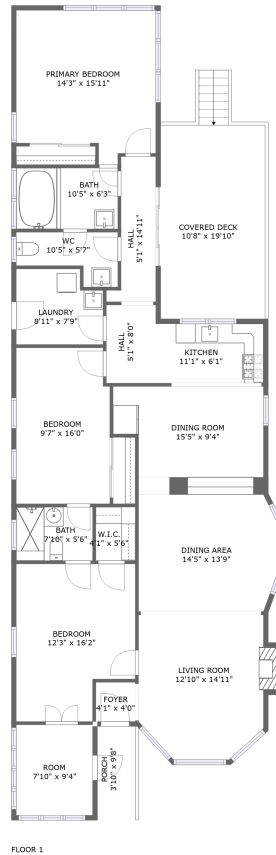 PRIMARY BEDROOM
14'3" x 15'11"
BATH
10'5" x 6'3"
COVERED DECK
10'8" x 19'10"
HALL
5'1" x 14'11"
WC
10'5" x 5'7"
LAUNDRY
8'11" x 7'9"
HALL
5'1" x 8'0"
KITCHEN
11'1" x 6'1"
BEDROOM
9'7" x 16'0"
DINING ROOM
15'5" x 9'4"
BATH
7'10" x 5'6"
W.I.C.
4'1" x 5'6"
DINING AREA
14'5" x 13'9"
BEDROOM
12'3" x 16'2"
LIVING ROOM
12'10" x 14'11"
FOYER
4'1" x 4'0"
ROOM
7'10" x 9'4"
PORCH
3'10" x 9'8"
FLOOR 1